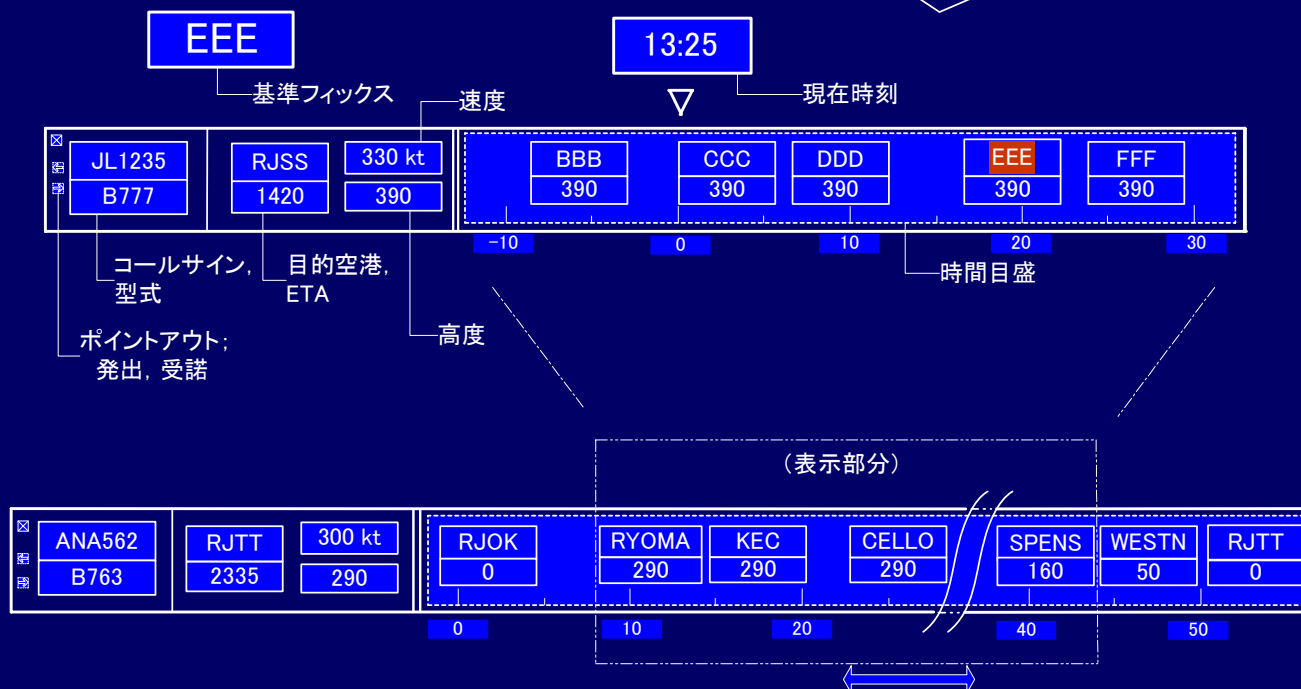 EEE
13:25
基準フィックス
速度
現在時刻
JL1235
B777
RJSS
1420
330 kt
390
BBB
390
CCC
390
DDD
390
EEE
390
FFF
390
-10
0
10
20
30
コールサイン,
型式
目的空港,
ETA
時間目盛
高度
ポイントアウト;
発出, 受諾
(表示部分)
ANA562
B763
RJTT
2335
300 kt
290
RJOK
0
RYOMA
290
KEC
290
CELLO
290
SPENS
160
WESTN
50
RJTT
0
0
10
20
40
50